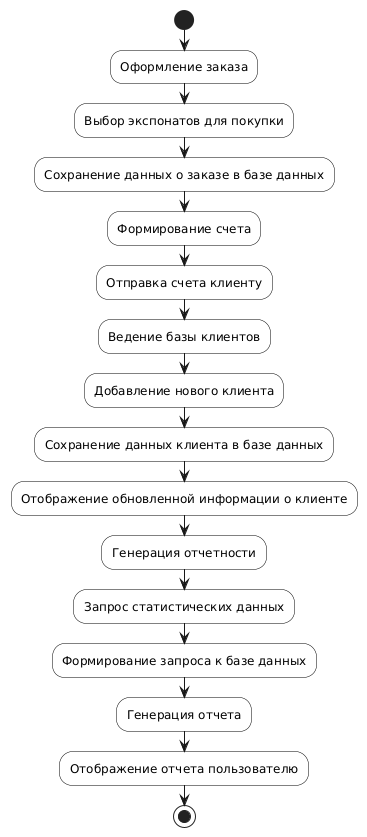 Оформление заказа
Выбор экспонатов для покупки
Сохранение данных о заказе в базе данных
Формирование счета
Отправка счета клиенту
Ведение базы клиентов
Добавление нового клиента
Сохранение данных клиента в базе данных
Отображение обновленной информации о клиенте
Генерация отчетности
Запрос статистических данных
Формирование запроса к базе данных
Генерация отчета
Отображение отчета пользователю